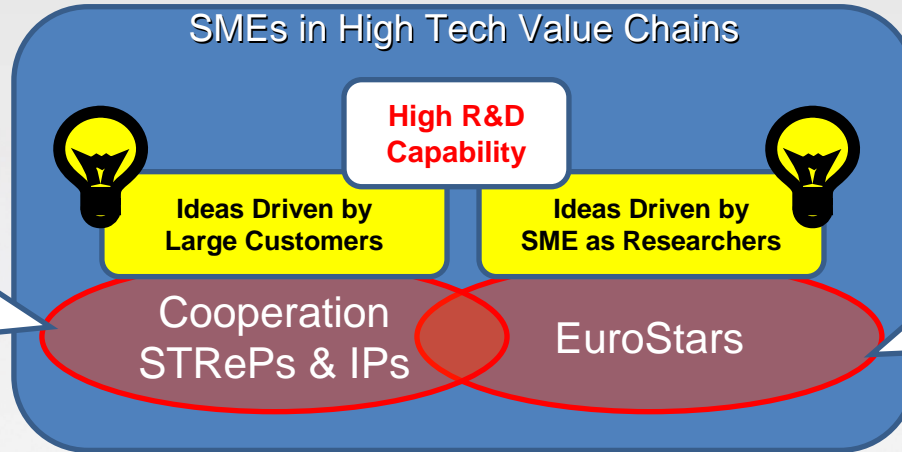 SMEs in High Tech Value Chains
High R&D
Capability
Ideas Driven by
Large Customers
Ideas Driven by
SME as Researchers
Cooperation
STRePs & IPs
EuroStars